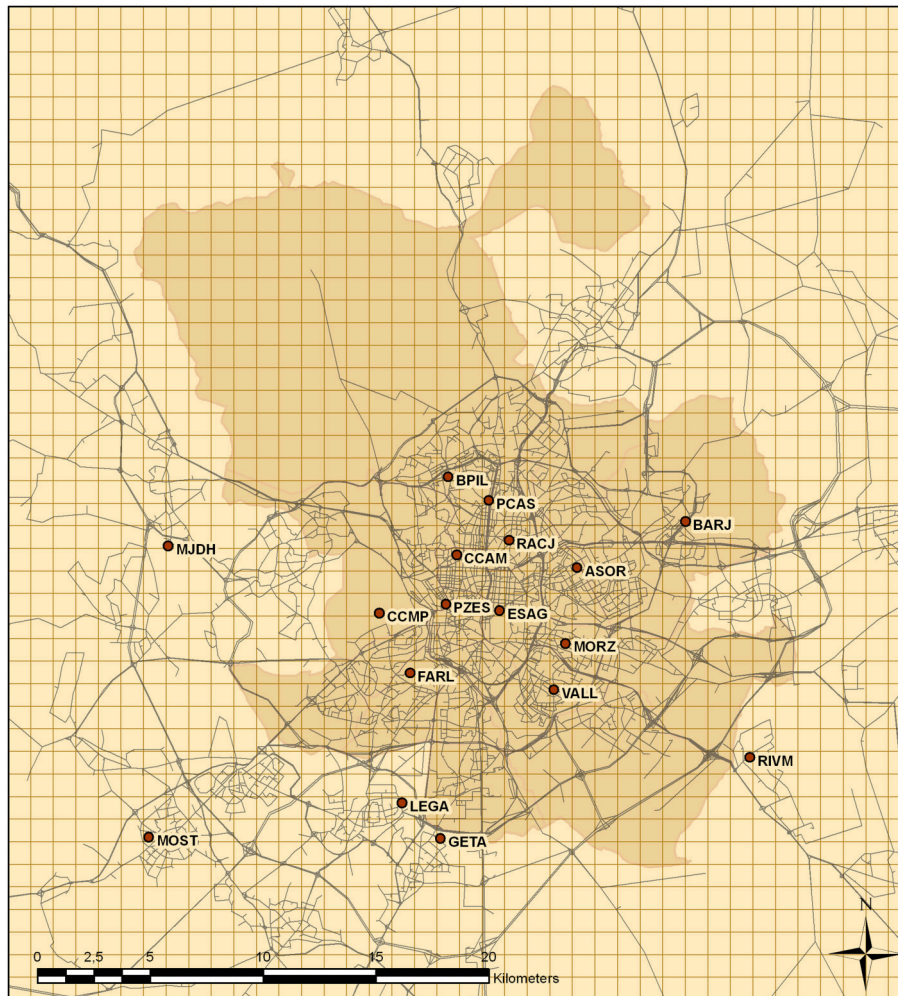 BPIL
PCAS
BARJ
RACJ
MJDH
CCAM
ASOR
PZES
ESAG
CCMP
MORZ
FARL
VALL
RIVM
LEGA
MOST
GETA
N
0 2,5 5 10 15 20
Kilometers